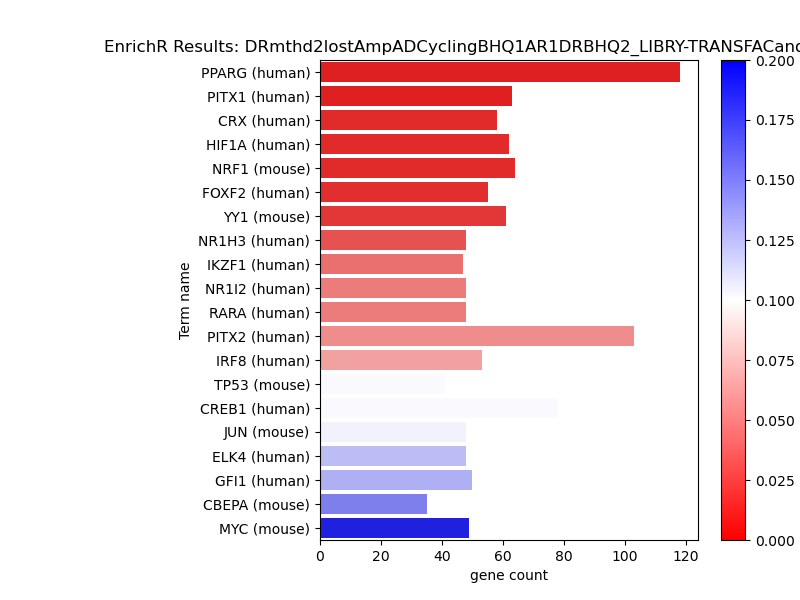 EnrichR Results: DRmthd2lostAmpADCyclingBHQ1AR1DRBHQ2_LIBRY-TRANSFACand
PPARG (human)
PITX1 (human)
CRX (human)
HIF1A (human)
NRF1 (mouse)
FOXF2 (human)
YY1 (mouse)
NR1H3 (human)
IKZF1 (human)
NR1I2 (human)
RARA (human)
PITX2 (human)
IRF8 (human)
TP53 (mouse)
CREB1 (human)
JUN (mouse)
ELK4 (human)
GFI1 (human)
CBEPA (mouse)
MYC (mouse)
Term name
0 20 40 60 80 100 120
gene count
0.200
0.175
0.150
0.125
0.100
0.075
0.050
0.025
0.000